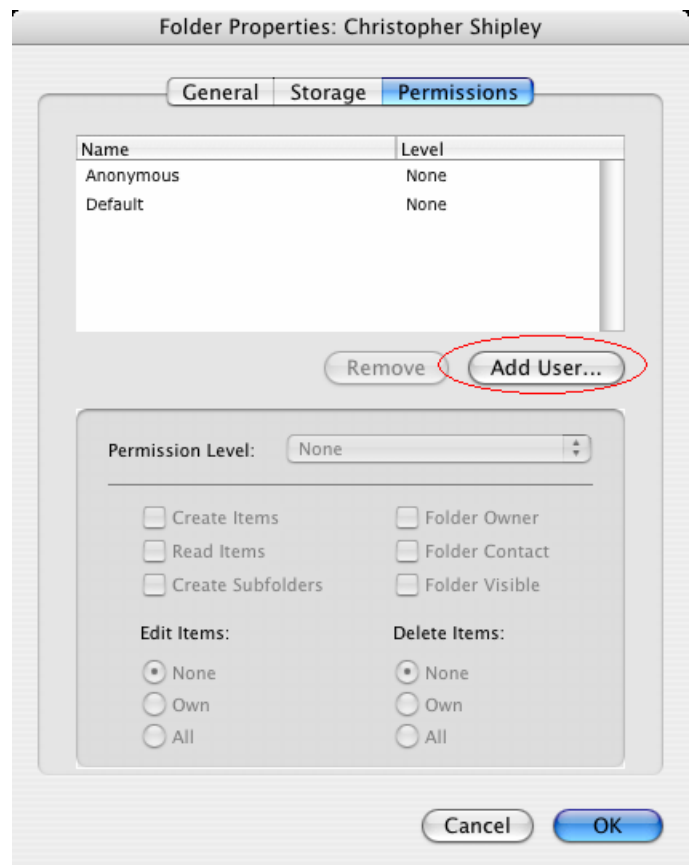 Folder Properties: Christopher Shipley
General Storage Permissions
Name Level
Anonymous None
Default None
Remove Add User...
Permission Level: None
Create Items Folder Owner
Read Items Folder Contact
Create Subfolders Folder Visible
Edit Items: Delete Items:
None None
Own Own
All All
Cancel OK